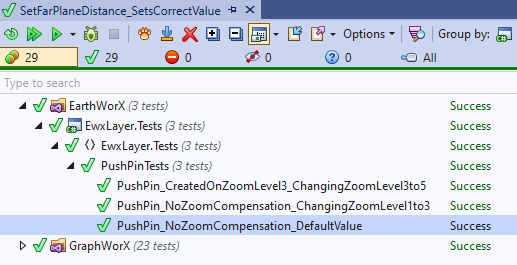 SetFarPlaneDistance_SetsCorrectValue
Options Group by:
29 29 0 0 0 All
Type to search
EarthWorX (3 tests) Success
EwxLayer.Tests (3 tests) Success
EwxLayer.Tests (3 tests) Success
PushPinTests (3 tests) Success
PushPin_CreatedOnZoomLevel3_ChangingZoomLevel3to5 Success
PushPin_NoZoomCompensation_ChangingZoomLevel1to3 Success
PushPin_NoZoomCompensation_DefaultValue Success
GraphWorX (23 tests) Success